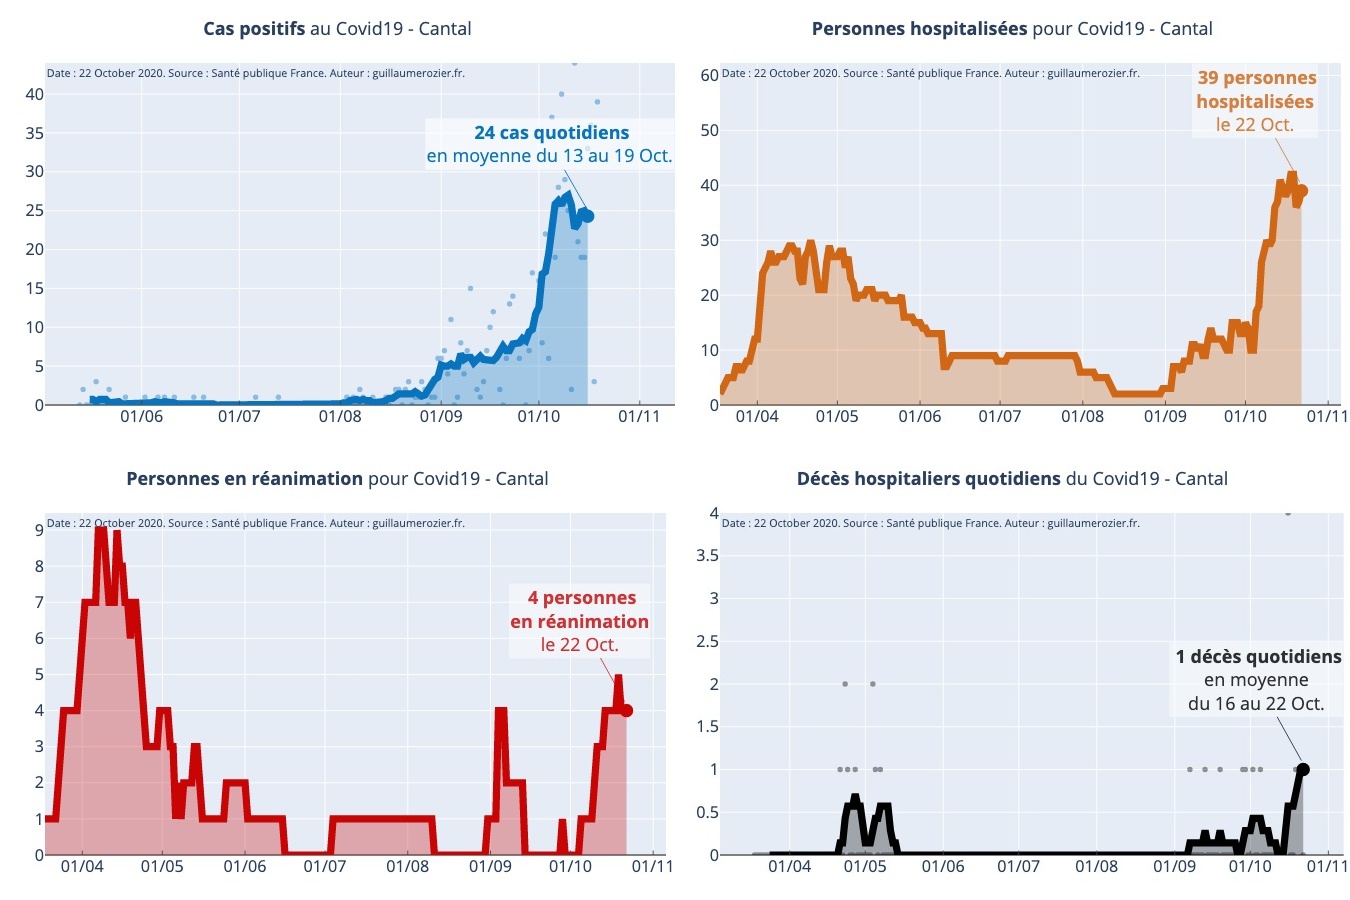 Cas positifs au Covid19 - Cantal
Date : 22 October 2020. Source : Santé publique France. Auteur : guillaumerozier.fr.
24 cas quotidiens
en moyenne du 13 au 19 Oct.
40
35
30
25
20
15
10
5
0
01/06 01/07 01/08 01/09 01/10 01/11
Personnes hospitalisées pour Covid19 - Cantal
Date : 22 October 2020. Source : Santé publique France. Auteur : guillaumerozier.fr.
39 personnes
hospitalisées
le 22 Oct.
60
50
40
30
20
10
0
01/04 01/05 01/06 01/07 01/08 01/09 01/10 01/11
Personnes en réanimation pour Covid19 - Cantal
Date : 22 October 2020. Source : Santé publique France. Auteur : guillaumerozier.fr.
4 personnes
en réanimation
le 22 Oct.
9
8
7
6
5
4
3
2
1
0
01/04 01/05 01/06 01/07 01/08 01/09 01/10 01/11
Décès hospitaliers quotidiens du Covid19 - Cantal
Date : 22 October 2020. Source : Santé publique France. Auteur : guillaumerozier.fr.
1 décès quotidiens
en moyenne
du 16 au 22 Oct.
4
3.5
3
2.5
2
1.5
1
0.5
0
01/04 01/05 01/06 01/07 01/08 01/09 01/10 01/11